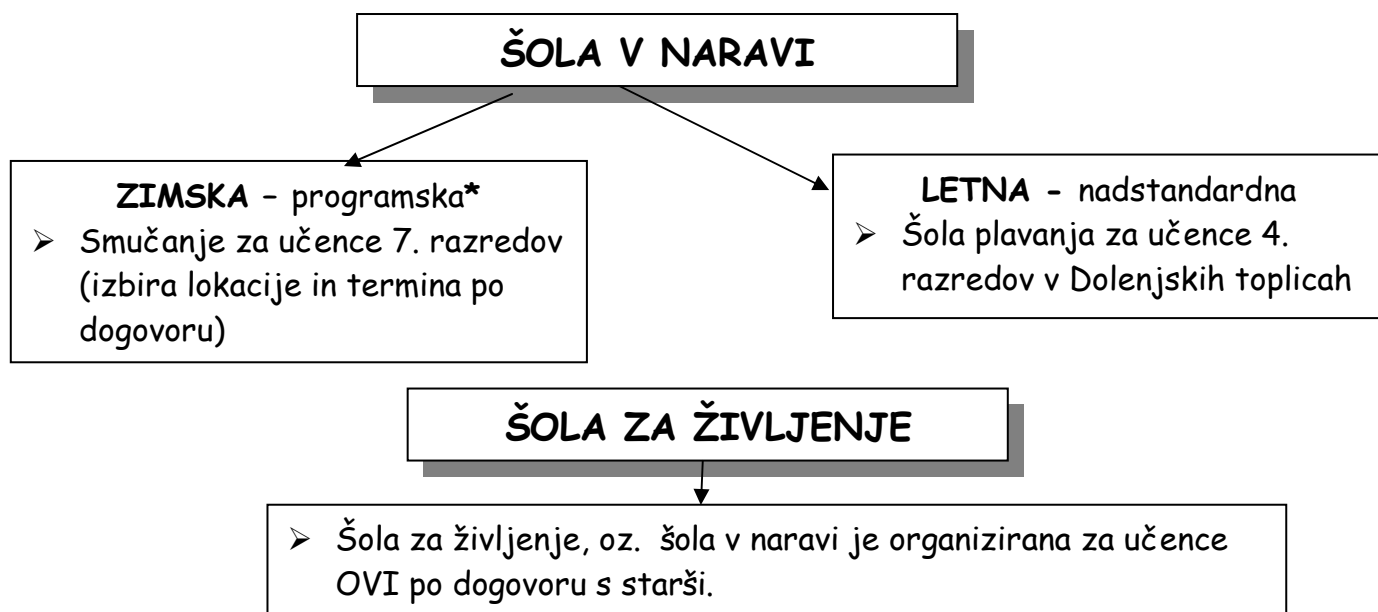 ŠOLA V NARAVI
ZIMSKA – programska*
➢ Smučanje za učence 7. razredov
(izbira lokacije in termina po
dogovoru)
LETNA - nadstandardna
➢ Šola plavanja za učence 4.
razredov v Dolenjskih toplicah
ŠOLA ZA ŽIVLJENJE
➢ Šola za življenje, oz. šola v naravi je organizirana za učence
OVI po dogovoru s starši.